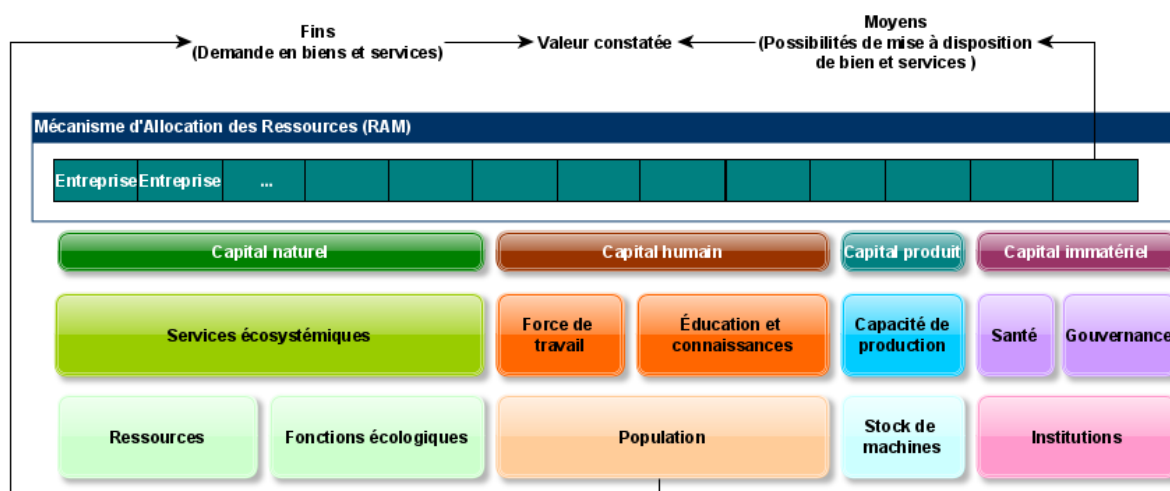 Fins
(Demande en biens et services)
Valeur constatée
Moyens
(Possibilités de mise à disposition
de bien et services )
Mécanisme d'Allocation des Ressources (RAM)
Entreprise Entreprise ...
Capital naturel
Capital humain
Capital produit
Capital immatériel
Services écosystémiques
Force de
travail
Éducation et
connaissances
Capacité de
production
Santé
Gouvernance
Ressources
Fonctions écologiques
Population
Stock de
machines
Institutions